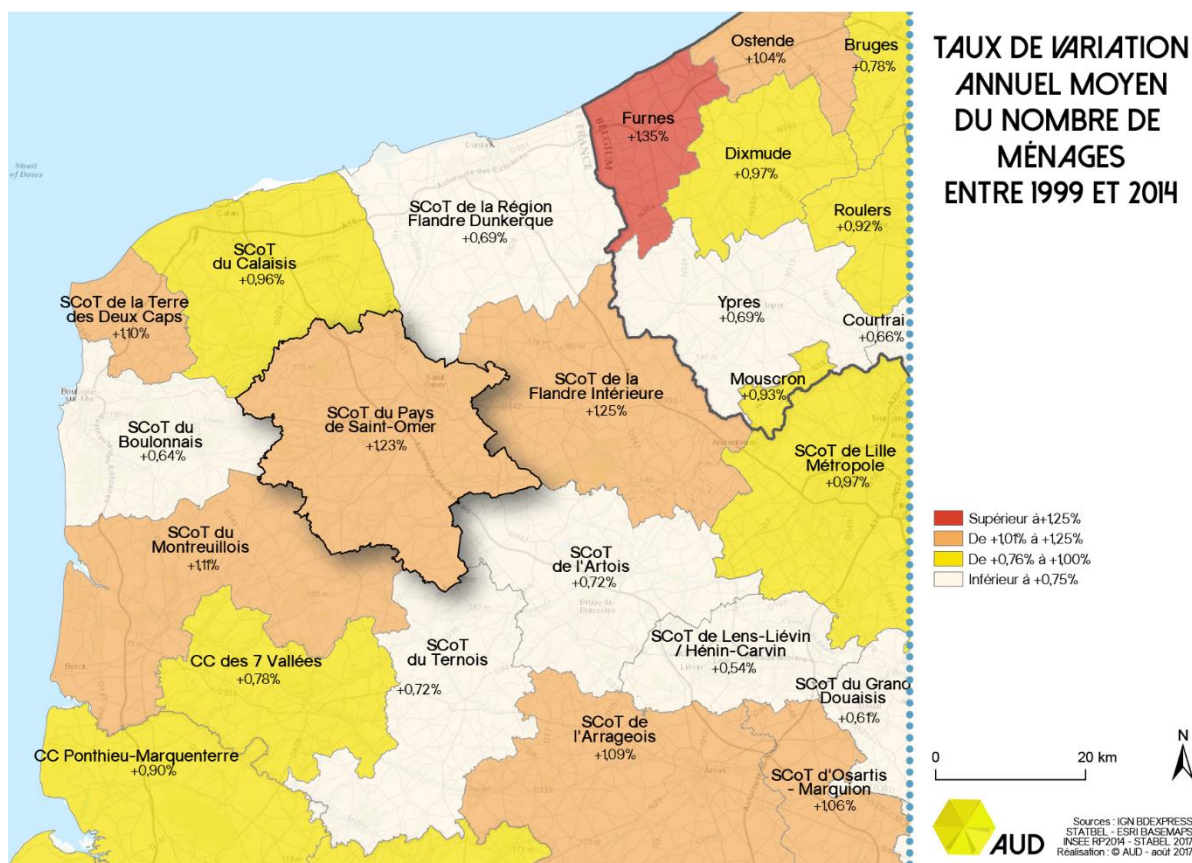 TAUX DE VARIATION
ANNUEL MOYEN
DU NOMBRE DE
MÉNAGES
ENTRE 1999 ET 2014
Ostende
+1,04%
Bruges
+0,78%
Furnes
+1,35%
Dixmude
+0,97%
Roulers
+0,92%
Strait
of Dover
BELGIUM
FRANCE
SCoT de la Région
Flandre Dunkerque
+0,69%
SCoT
du Calaisis
+0,96%
SCoT de la Terre
des Deux Caps
+1,10%
Ypres
+0,69%
Courtrai
+0,66%
Mouscron
+0,93%
SCoT de la
Flandre Intérieure
+1,25%
SCoT du Pays
de Saint-Omer
+1,23%
SCoT du
Boulonnais
+0,64%
SCoT de Lille
Métropole
+0,97%
SCoT du
Montreuillois
+1,11%
SCoT
de l'Artois
+0,72%
SCoT de Lens-Liévin
/ Hénin-Carvin
+0,54%
SCoT
du Ternois
+0,72%
CC des 7 Vallées
+0,78%
SCoT du Grand
Douaisis
+0,61%
SCoT de
l'Arrageois
+1,09%
CC Ponthieu-Marquenterre
+0,90%
SCoT d'Osartis
- Marquion
+1,06%
Supérieur à+1,25%
De +1,01% à +1,25%
De +0,76% à +1,00%
Inférieur à +0,75%
0 20 km
N
AUD
Sources : IGN BDEXPRESS
STATBEL - ESRI BASEMAPS
INSEE RP2014 - STABEL 2017
Réalisation : © AUD - août 2017